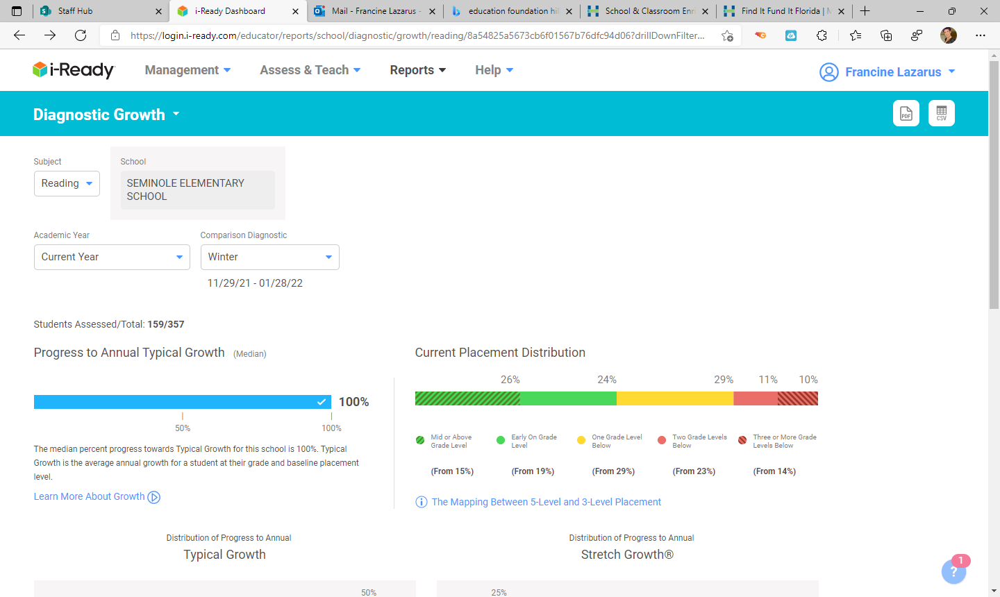 Staff Hub
i-Ready Dashboard
Mail - Francine Lazarus -
education foundation hil
School & Classroom Enri
Find It Fund It Florida | M
https://login.i-ready.com/educator/reports/school/diagnostic/growth/reading/8a54825a5673cb6f01567b76dfc94d06?drillDownFilter...
i-Ready
Management
Assess & Teach
Reports
Help
Francine Lazarus
Diagnostic Growth
PDF
CSV
Subject
School
Reading
SEMINOLE ELEMENTARY
SCHOOL
Academic Year
Comparison Diagnostic
Current Year
Winter
11/29/21 - 01/28/22
Students Assessed/Total: 159/357
Progress to Annual Typical Growth (Median)
100%
50%
100%
The median percent progress towards Typical Growth for this school is 100%. Typical
Growth is the average annual growth for a student at their grade and baseline placement
level.
Learn More About Growth
Current Placement Distribution
26% 24% 29% 11% 10%
Mid or Above
Grade Level
(From 15%)
Early On Grade
Level
(From 19%)
One Grade Level
Below
(From 29%)
Two Grade Levels
Below
(From 23%)
Three or More Grade
Levels Below
(From 14%)
The Mapping Between 5-Level and 3-Level Placement
Distribution of Progress to Annual
Typical Growth
50%
Distribution of Progress to Annual
Stretch Growth®
25%
1
?